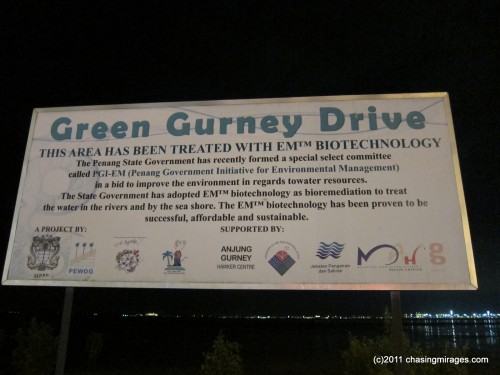 Green Gurney Drive
THIS AREA HAS BEEN TREATED WITH EM™ BIOTECHNOLOGY
The Penang State Government has recently formed a special select committee
called PGI-EM (Penang Government Initiative for Environmental Management)
in a bid to improve the environment in regards towater resources.
The State Government has adopted EM™ biotechnology as bioremediation to treat
the water in the rivers and by the sea shore. The EM™ biotechnology has been proven to be
successful, affordable and sustainable.
A PROJECT BY: SUPPORTED BY:
PEWOG
ANJUNG
GURNEY
HAWKER CENTRE
Jabatan Pengairan
dan Saliran
(c)2011 chasingmirages.com